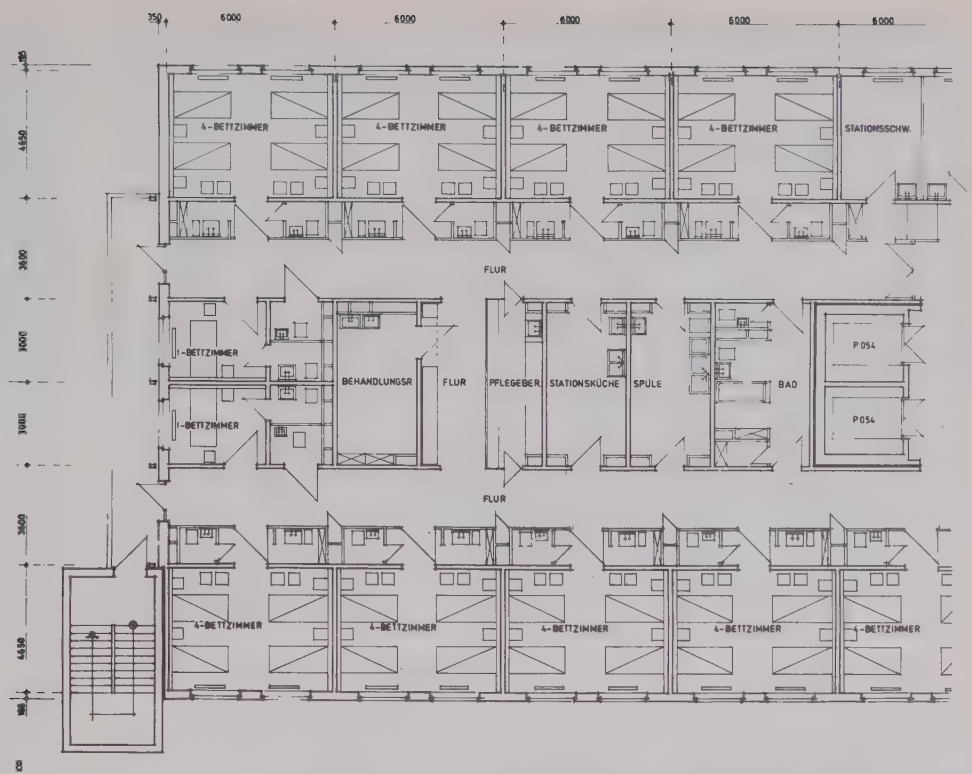 350 6000 6000 6000 6000 6000
4650
4-BETTZIMMER 4-BETTZIMMER 4-BETTZIMMER 4-BETTZIMMER STATIONSSCHW.
3600
FLUR
3000
1-BETTZIMMER
P 054
BEHANDLUNGSR. FLUR PFLEGEBER. STATIONSKÜCHE SPÜLE BAD
3000
1-BETTZIMMER
P 054
FLUR
3600
4-BETTZIMMER 4-BETTZIMMER 4-BETTZIMMER 4-BETTZIMMER 4-BETTZIMMER
4650
8